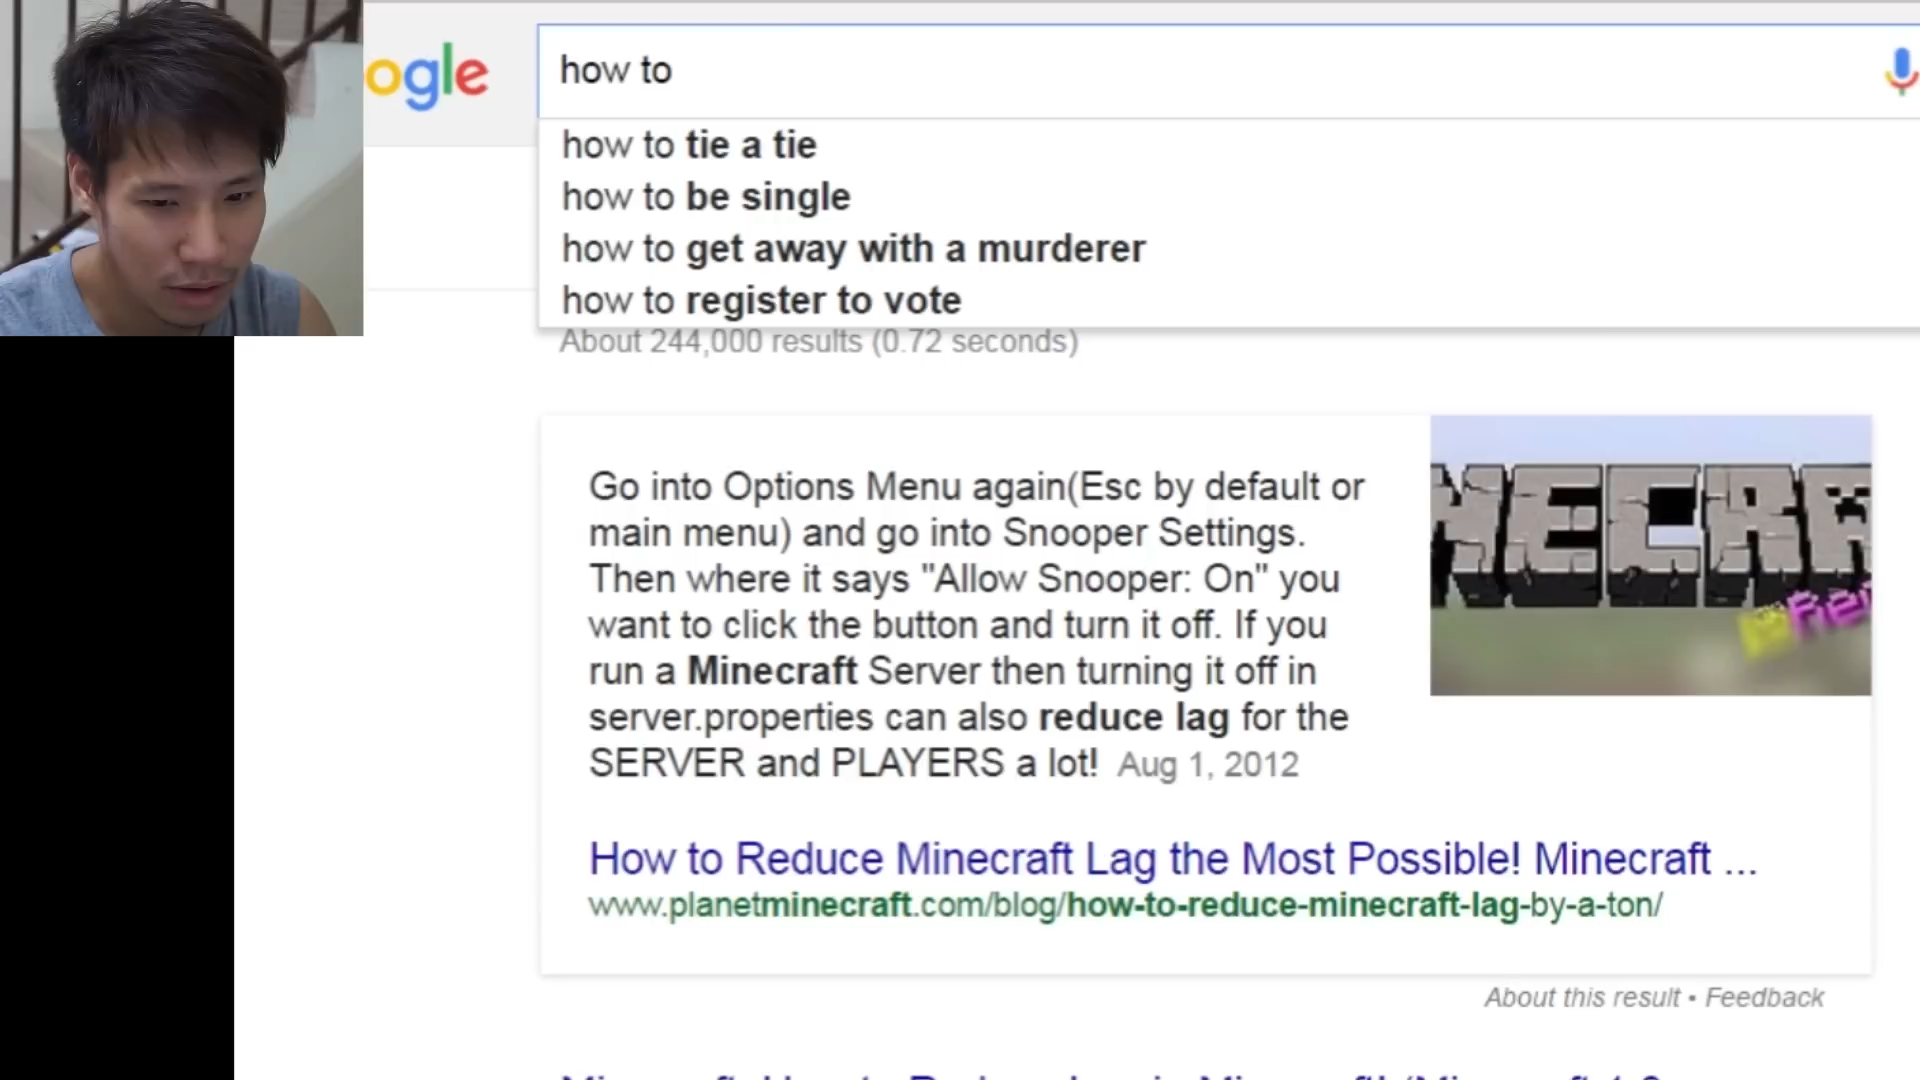 ogle
how to
how to tie a tie
how to be single
how to get away with a murderer
how to register to vote
About 244,000 results (0.72 seconds)
Go into Options Menu again(Esc by default or
main menu) and go into Snooper Settings.
Then where it says "Allow Snooper: On" you
want to click the button and turn it off. If you
run a Minecraft Server then turning it off in
server.properties can also reduce lag for the
SERVER and PLAYERS a lot! Aug 1, 2012
NECRA
How to Reduce Minecraft Lag the Most Possible! Minecraft ...
www.planetminecraft.com/blog/how-to-reduce-minecraft-lag-by-a-ton/
About this result • Feedback